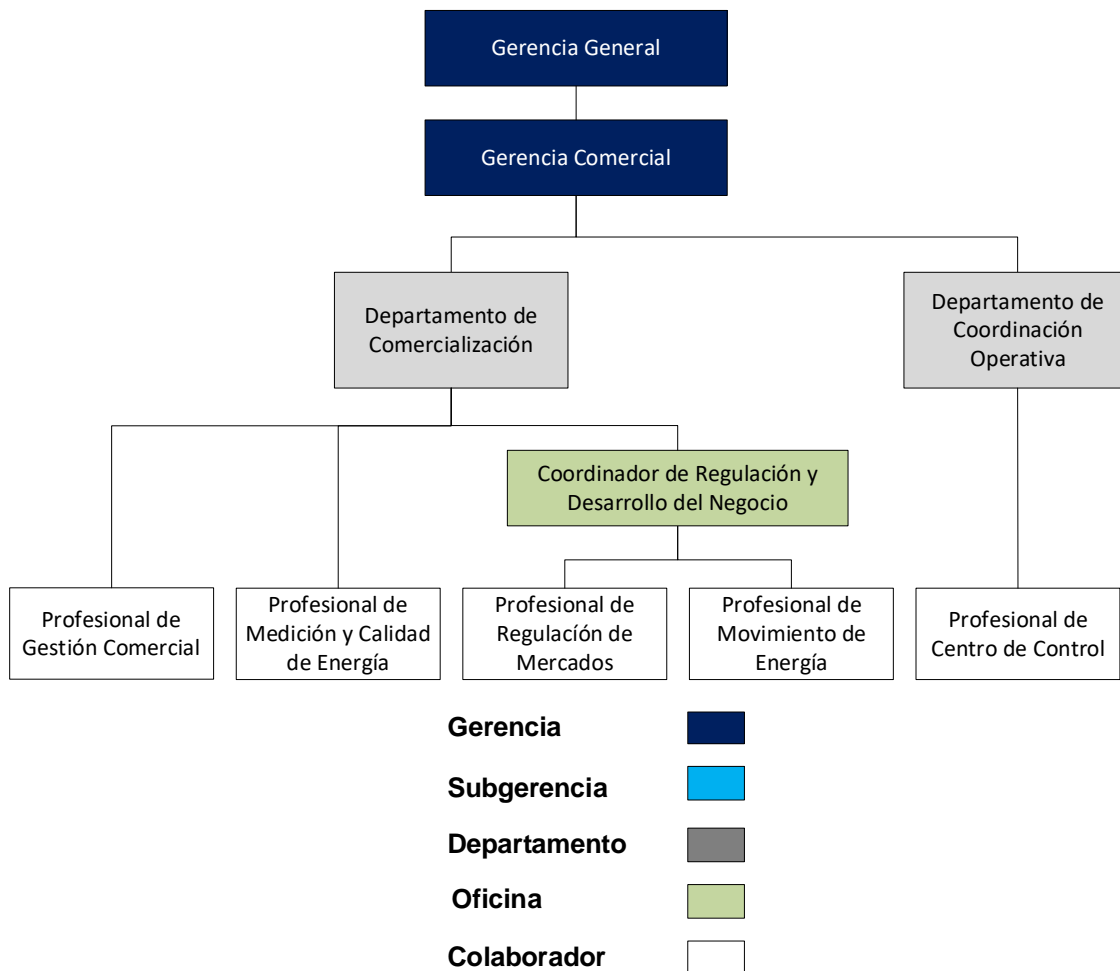 Gerencia General
Gerencia Comercial
Departamento de
Comercialización
Departamento de
Coordinación
Operativa
Coordinador de Regulación y
Desarrollo del Negocio
Profesional de
Gestión Comercial
Profesional de
Medición y Calidad
de Energía
Profesional de
Regulacíón de
Mercados
Profesional de
Movimiento de
Energía
Profesional de
Centro de Control
Gerencia
Subgerencia
Departamento
Oficina
Colaborador